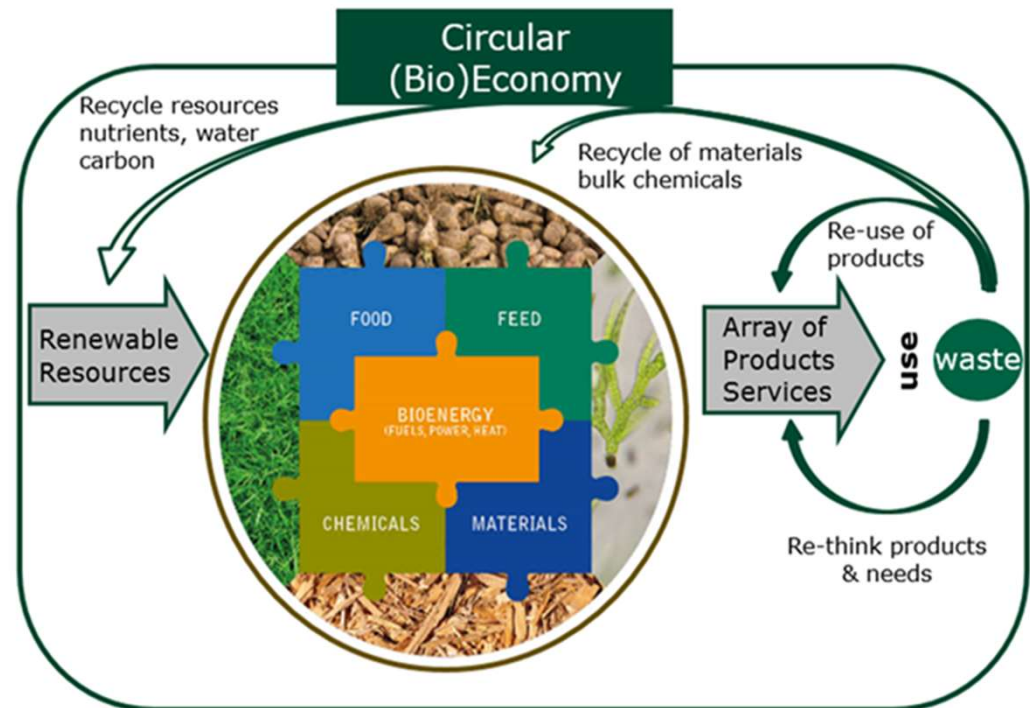 Circular
(Bio)Economy
Recycle resources
nutrients, water
carbon
Recycle of materials
bulk chemicals
Re-use of
products
Renewable
Resources
FOOD
FEED
BIOENERGY
(FUELS, POWER, HEAT)
CHEMICALS
MATERIALS
Array of
Products
Services
use
waste
Re-think products
& needs